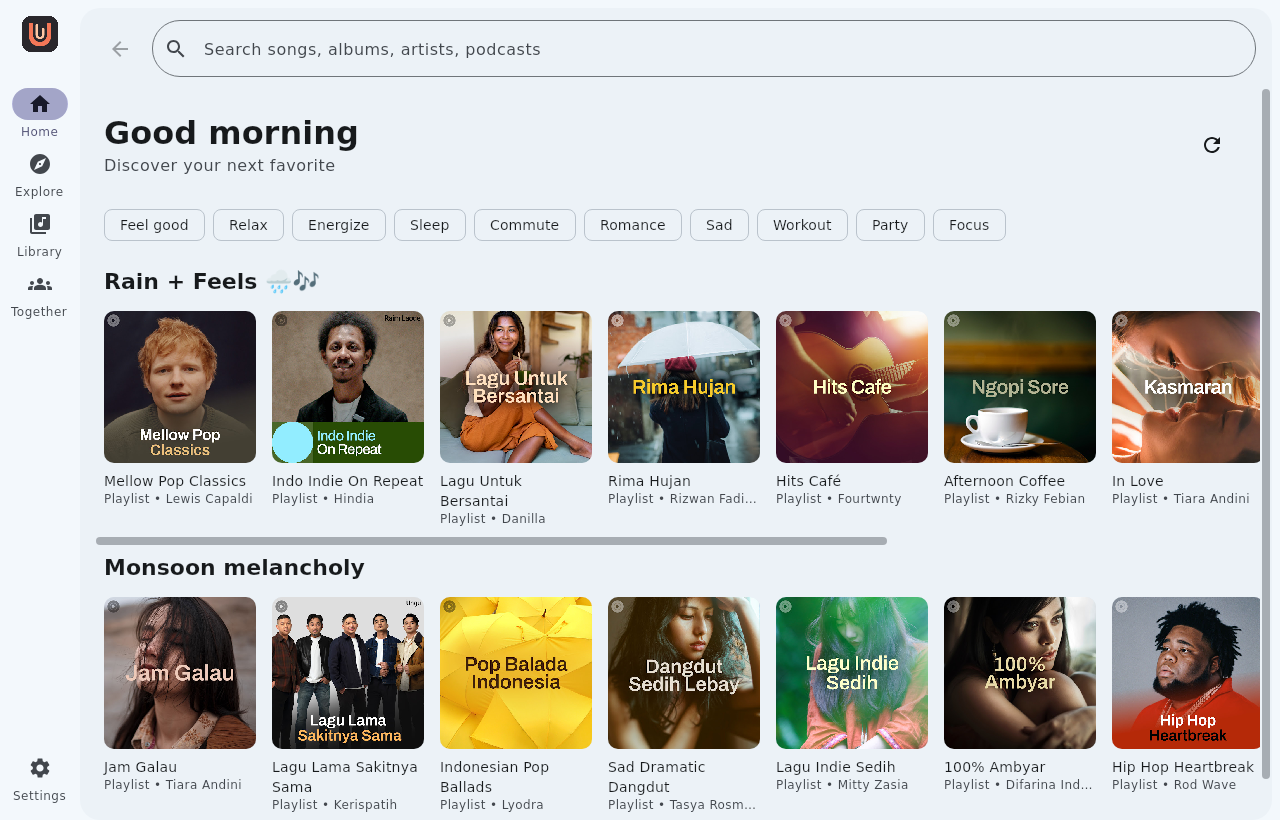 Search songs, albums, artists, podcasts
Home
Explore
Library
Together
Settings
Good morning
Discover your next favorite
Feel good
Relax
Energize
Sleep
Commute
Romance
Sad
Workout
Party
Focus
Rain + Feels 🌧️🎶
Mellow Pop
Classics
Mellow Pop Classics
Playlist • Lewis Capaldi
Raim Laode
Indo Indie
On Repeat
Indo Indie On Repeat
Playlist • Hindia
Lagu Untuk
Bersantai
Lagu Untuk
Bersantai
Playlist • Danilla
Rima Hujan
Rima Hujan
Playlist • Rizwan Fadi...
Hits Cafe
Hits Café
Playlist • Fourtwnty
Ngopi Sore
Afternoon Coffee
Playlist • Rizky Febian
Kasmaran
In Love
Playlist • Tiara Andini
Monsoon melancholy
Jam Galau
Jam Galau
Playlist • Tiara Andini
Ungu
Lagu Lama
Sakitnya Sama
Lagu Lama Sakitnya
Sama
Playlist • Kerispatih
Pop Balada
Indonesia
Indonesian Pop
Ballads
Playlist • Lyodra
Dangdut
Sedih Lebay
Sad Dramatic
Dangdut
Playlist • Tasya Rosm...
Lagu Indie
Sedih
Lagu Indie Sedih
Playlist • Mitty Zasia
100%
Ambyar
100% Ambyar
Playlist • Difarina Ind...
Hip Hop
Heartbreak
Hip Hop Heartbreak
Playlist • Rod Wave